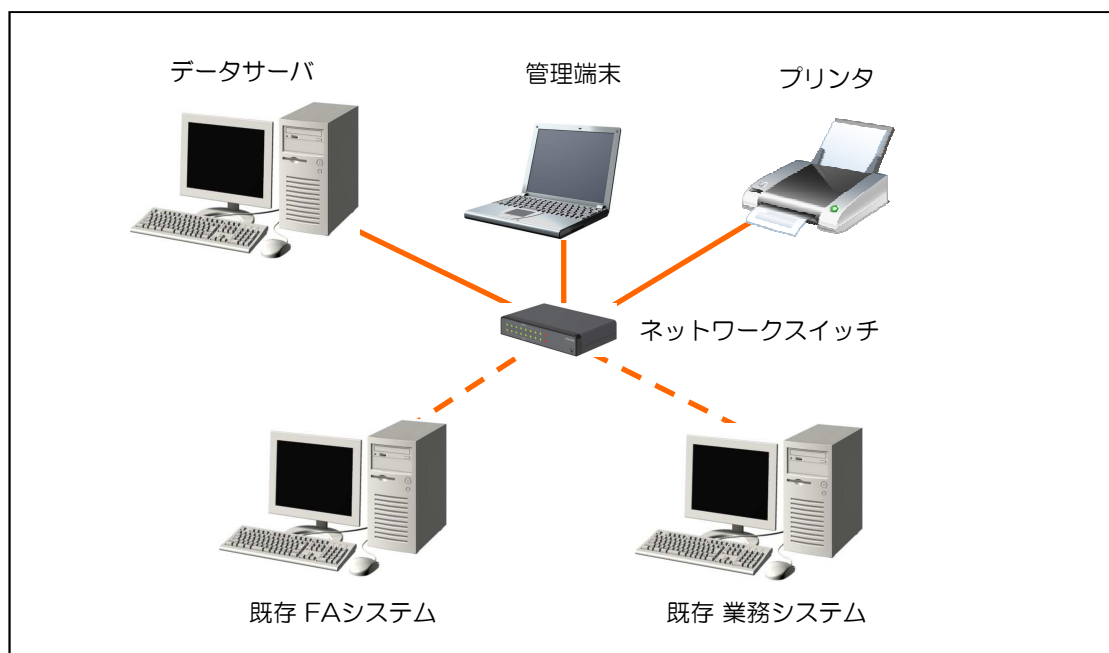 データサーバ
管理端末
プリンタ
ネットワークスイッチ
既存 FAシステム
既存 業務システム